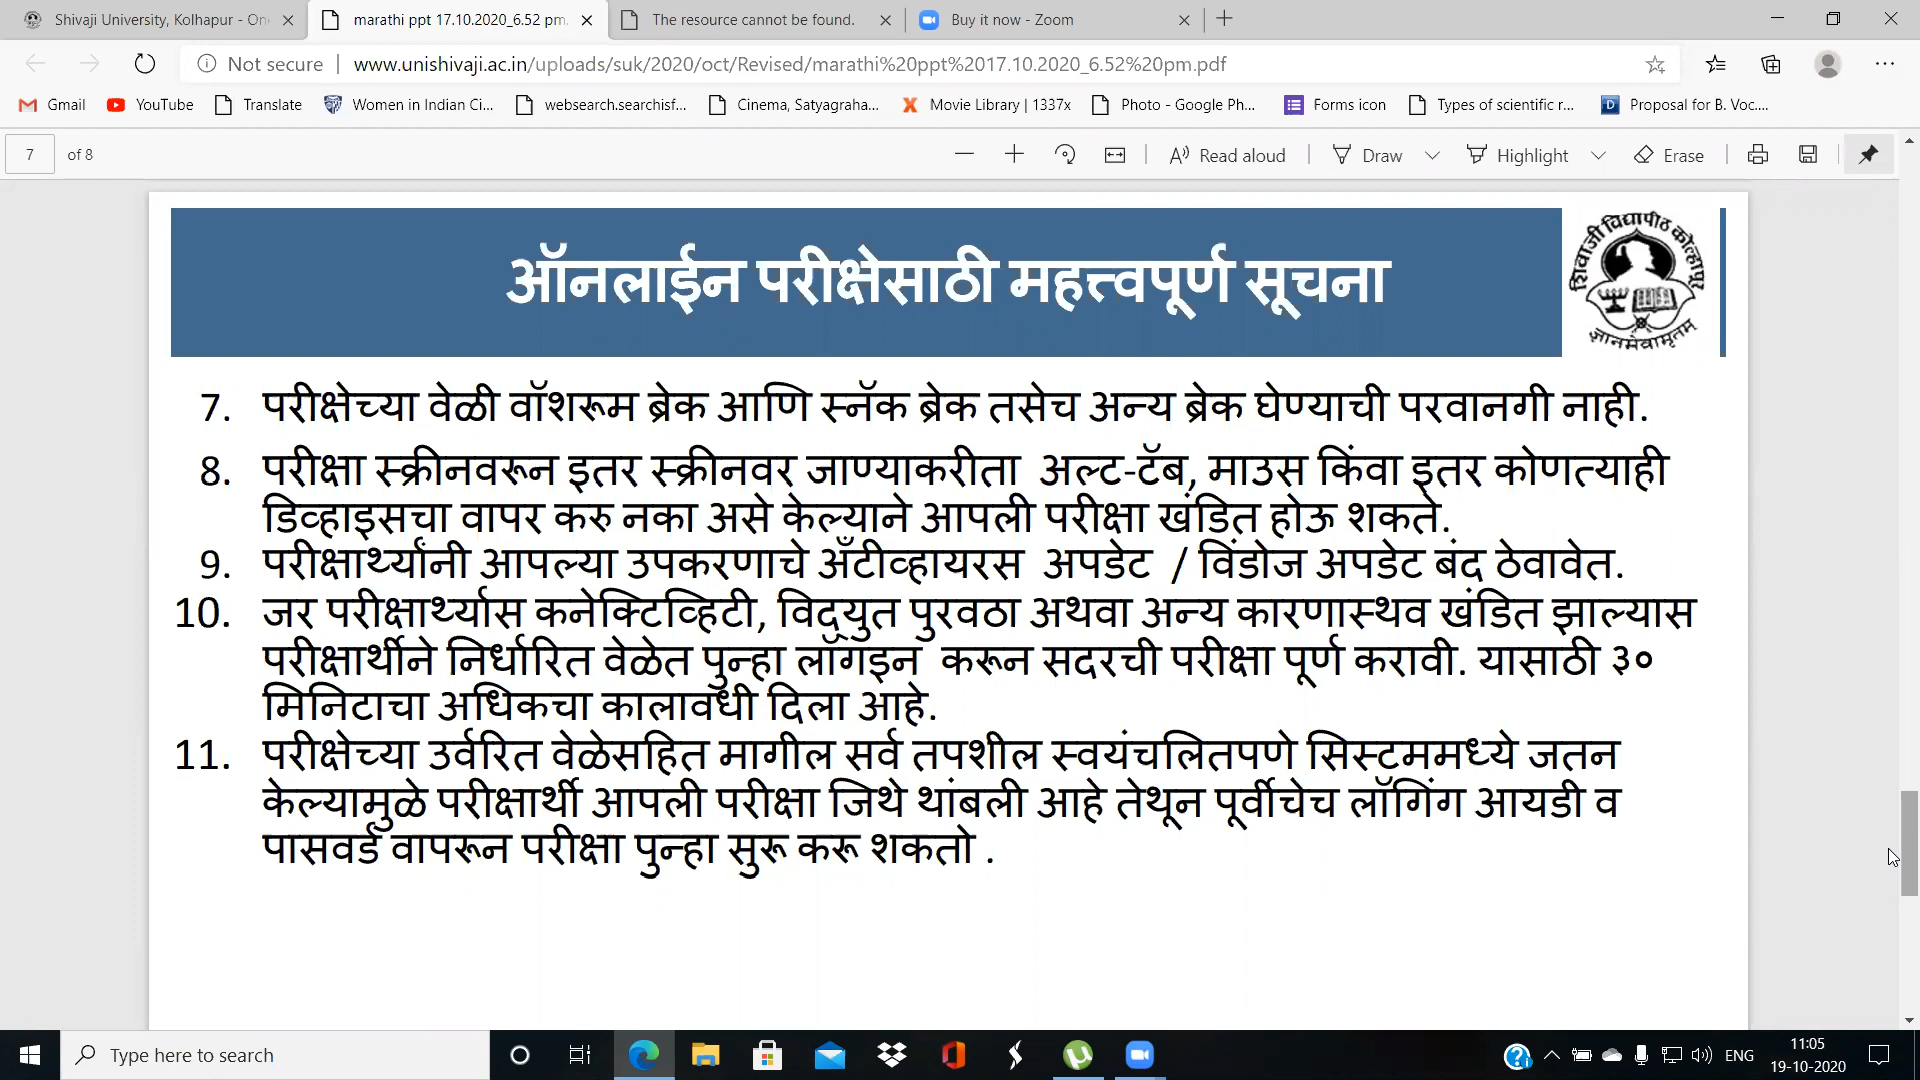 Shivaji University, Kolhapur - On
marathi ppt 17.10.2020_6.52 pm.
The resource cannot be found.
Buy it now - Zoom
Not secure
www.unishivaji.ac.in/uploads/suk/2020/oct/Revised/marathi%20ppt%2017.10.2020_6.52%20pm.pdf
Gmail YouTube Translate Women in Indian Ci... websearch.searchisf... Cinema, Satyagraha... Movie Library | 1337x Photo - Google Ph... Forms icon Types of scientific r... Proposal for B. Voc....
7 of 8 Read aloud Draw Highlight Erase
ऑनलाईन परीक्षेसाठी महत्त्वपूर्ण सूचना
शिवाजी विद्यापीठ कोल्हापूर
ज्ञानमेवामृतम्
7. परीक्षेच्या वेळी वॉशरूम ब्रेक आणि स्नॅक ब्रेक तसेच अन्य ब्रेक घेण्याची परवानगी नाही.
8. परीक्षा स्क्रीनवरून इतर स्क्रीनवर जाण्याकरीता अल्ट-टॅब, माउस किंवा इतर कोणत्याही
डिव्हाइसचा वापर करु नका असे केल्याने आपली परीक्षा खंडित होऊ शकते.
9. परीक्षार्थ्यांनी आपल्या उपकरणाचे अँटीव्हायरस अपडेट / विंडोज अपडेट बंद ठेवावेत.
10. जर परीक्षार्थ्यास कनेक्टिव्हिटी, विद्युत पुरवठा अथवा अन्य कारणास्थव खंडित झाल्यास
परीक्षार्थीने निर्धारित वेळेत पुन्हा लॉगइन करून सदरची परीक्षा पूर्ण करावी. यासाठी ३०
मिनिटाचा अधिकचा कालावधी दिला आहे.
11. परीक्षेच्या उर्वरित वेळेसहित मागील सर्व तपशील स्वयंचलितपणे सिस्टममध्ये जतन
केल्यामुळे परीक्षार्थी आपली परीक्षा जिथे थांबली आहे तेथून पूर्वीचेच लॉगिंग आयडी व
पासवर्ड वापरून परीक्षा पुन्हा सुरू करू शकतो .
Type here to search
ENG
11:05
19-10-2020